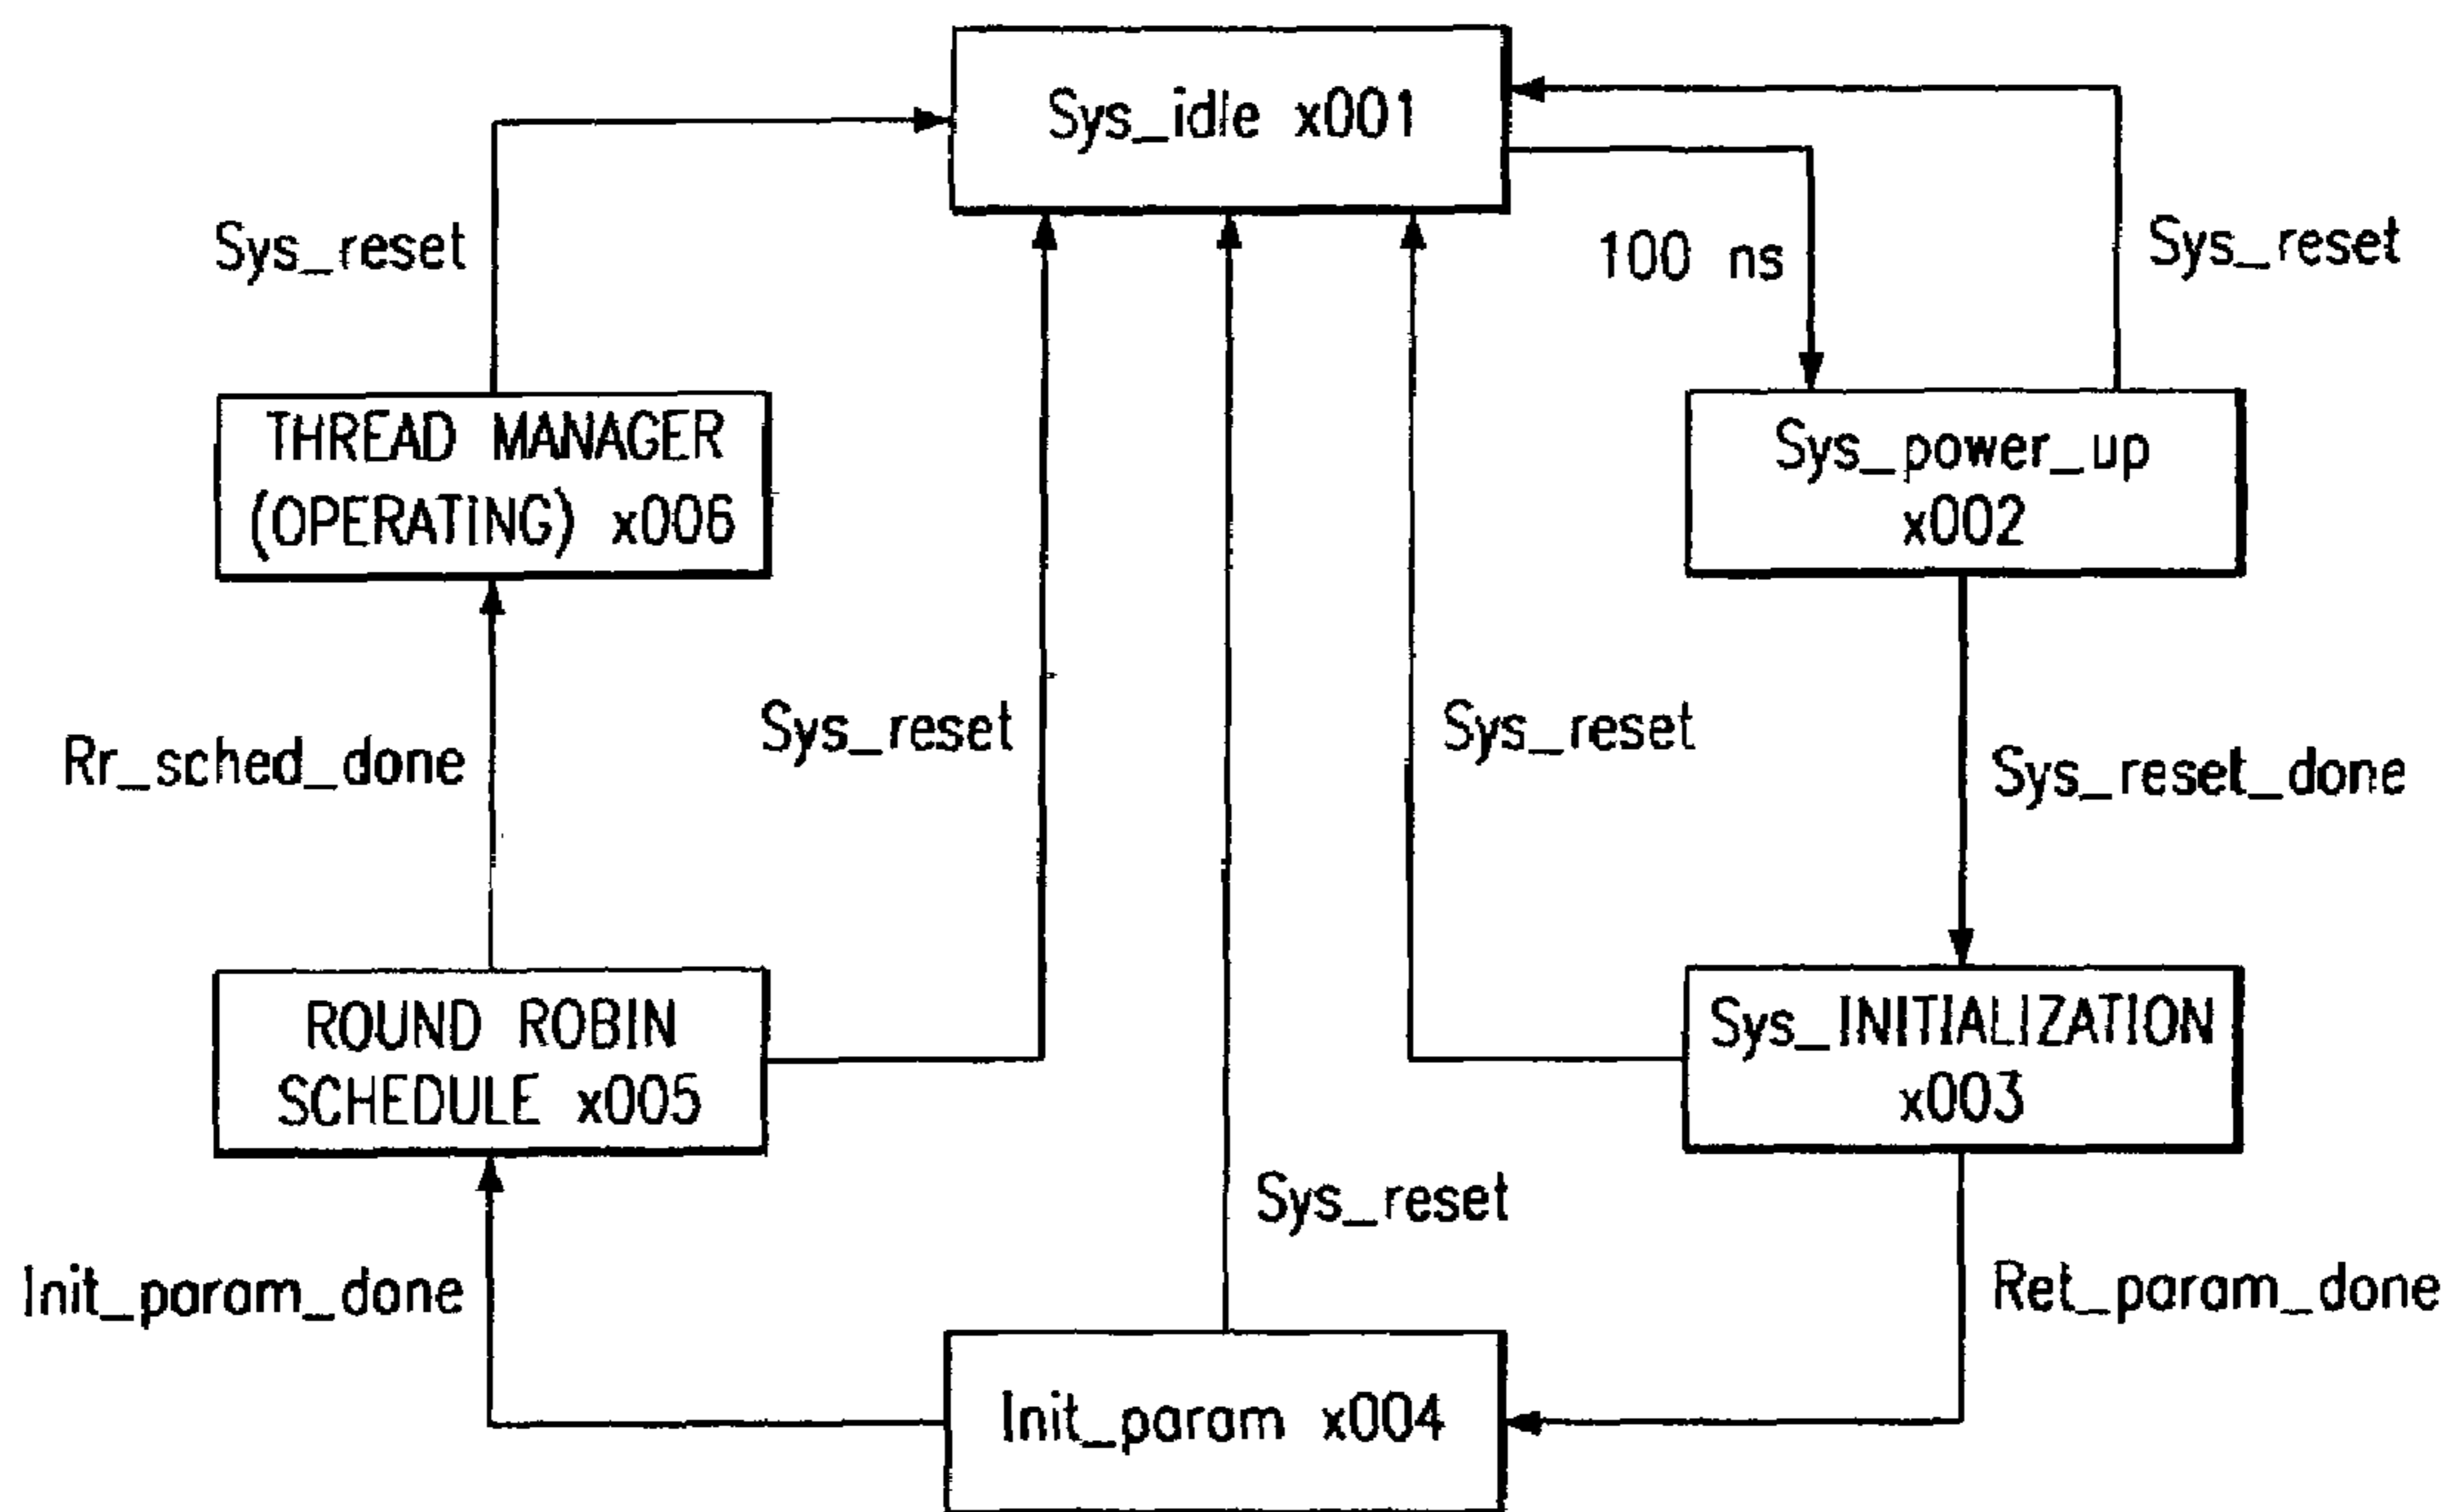 Sys_idle x001
Sys_reset
100 ns
Sys_reset
THREAD MANAGER
(OPERATING) x006
Sys_power_up
x002
Rr_sched_done
Sys_reset
Sys_reset
Sys_reset_done
ROUND ROBIN
SCHEDULE x005
Sys_INITIALIZATION
x003
Sys_reset
Init_param_done
Ret_param_done
Init_param x004